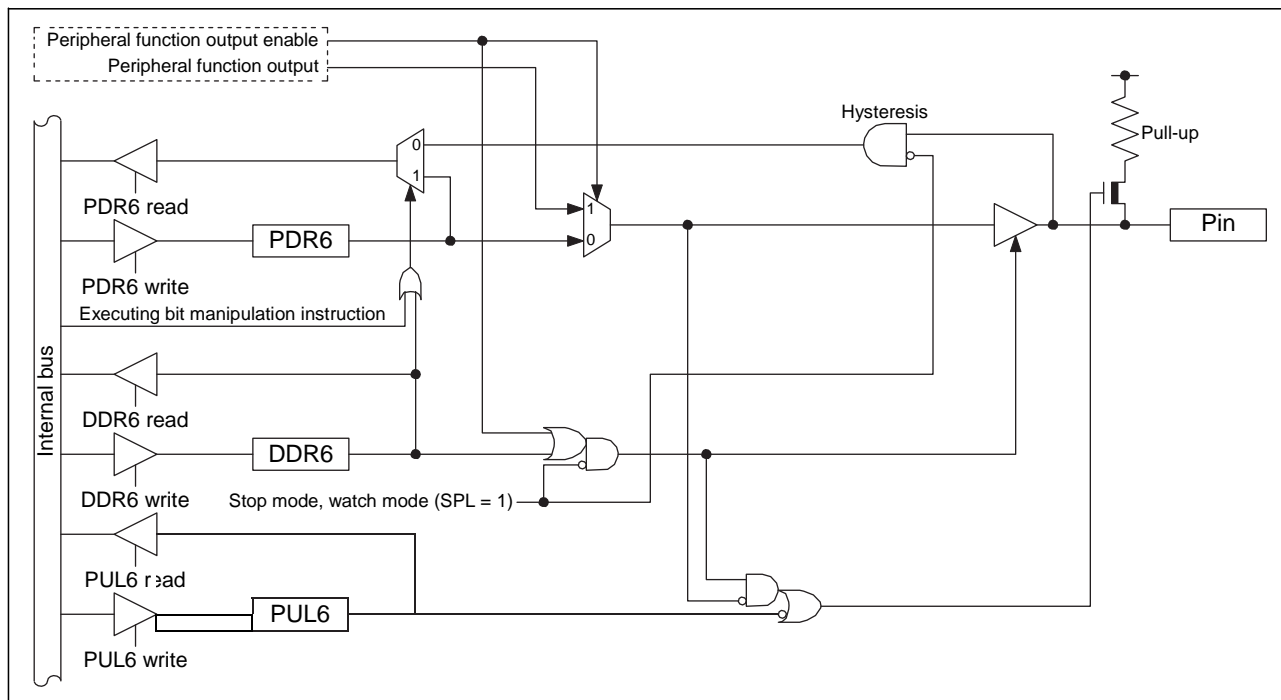 Peripheral function output enable
Peripheral function output
Hysteresis
Pull-up
0
1
PDR6 read
1
0
PDR6
Pin
PDR6 write
Executing bit manipulation instruction
Internal bus
DDR6 read
DDR6
DDR6 write
Stop mode, watch mode (SPL = 1)
PUL6 read
PUL6
PUL6 write